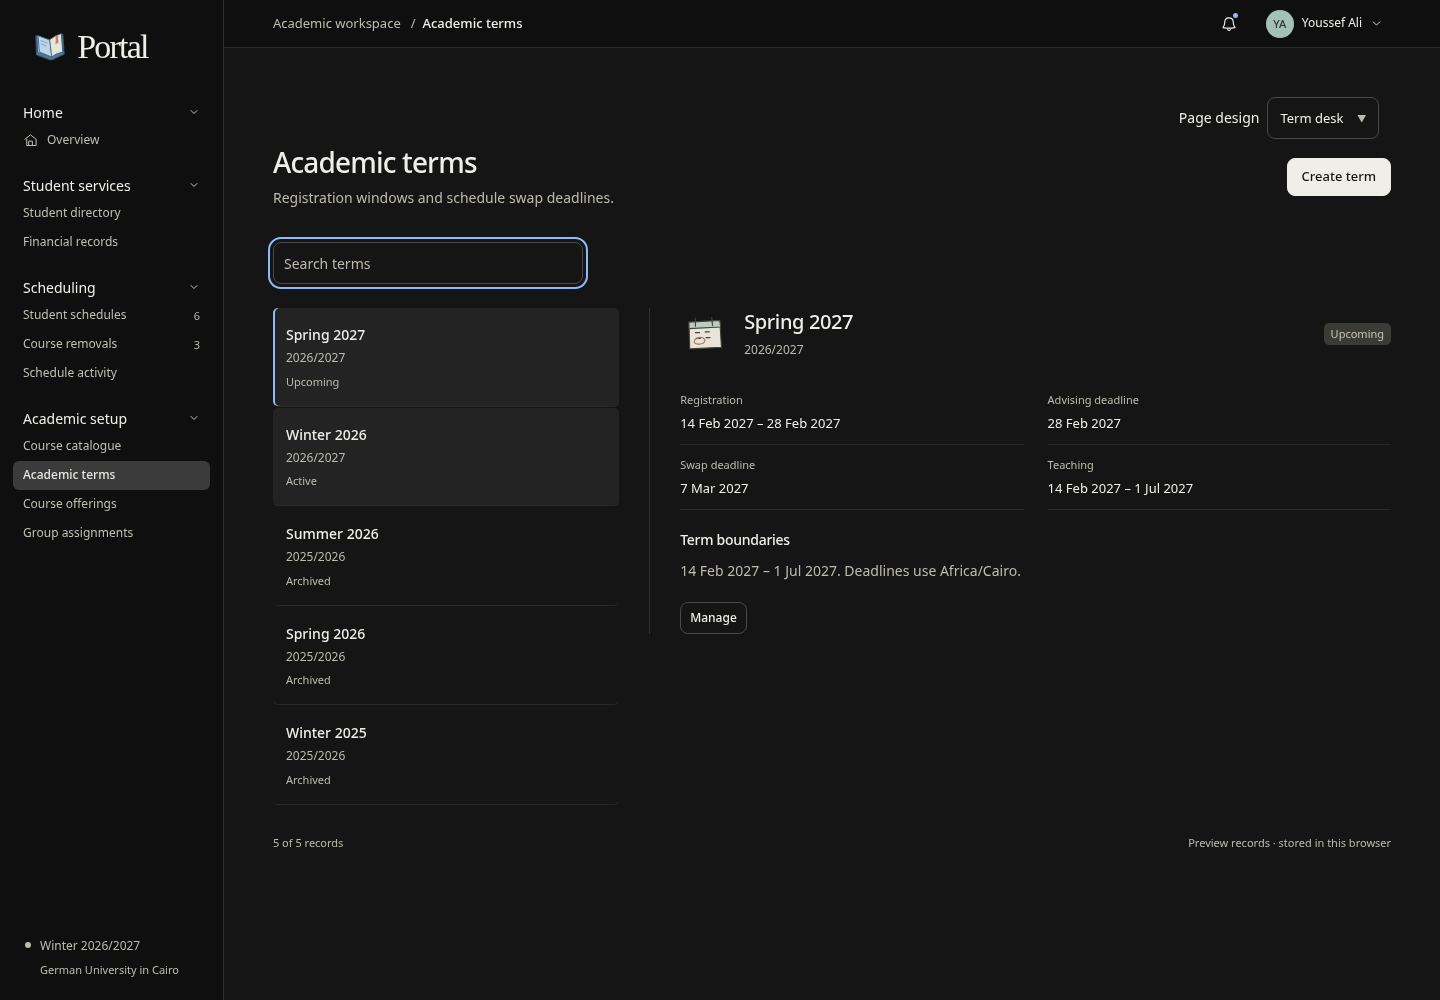 Portal
Home
Overview
Student services
Student directory
Financial records
Scheduling
Student schedules 6
Course removals 3
Schedule activity
Academic setup
Course catalogue
Academic terms
Course offerings
Group assignments
Winter 2026/2027
German University in Cairo
Academic workspace / Academic terms
YA Youssef Ali
Page design Term desk
Academic terms
Registration windows and schedule swap deadlines.
Create term
Search terms
Spring 2027
2026/2027
Upcoming
Winter 2026
2026/2027
Active
Summer 2026
2025/2026
Archived
Spring 2026
2025/2026
Archived
Winter 2025
2025/2026
Archived
Spring 2027
2026/2027
Upcoming
Registration
14 Feb 2027 – 28 Feb 2027
Advising deadline
28 Feb 2027
Swap deadline
7 Mar 2027
Teaching
14 Feb 2027 – 1 Jul 2027
Term boundaries
14 Feb 2027 – 1 Jul 2027. Deadlines use Africa/Cairo.
Manage
5 of 5 records
Preview records · stored in this browser